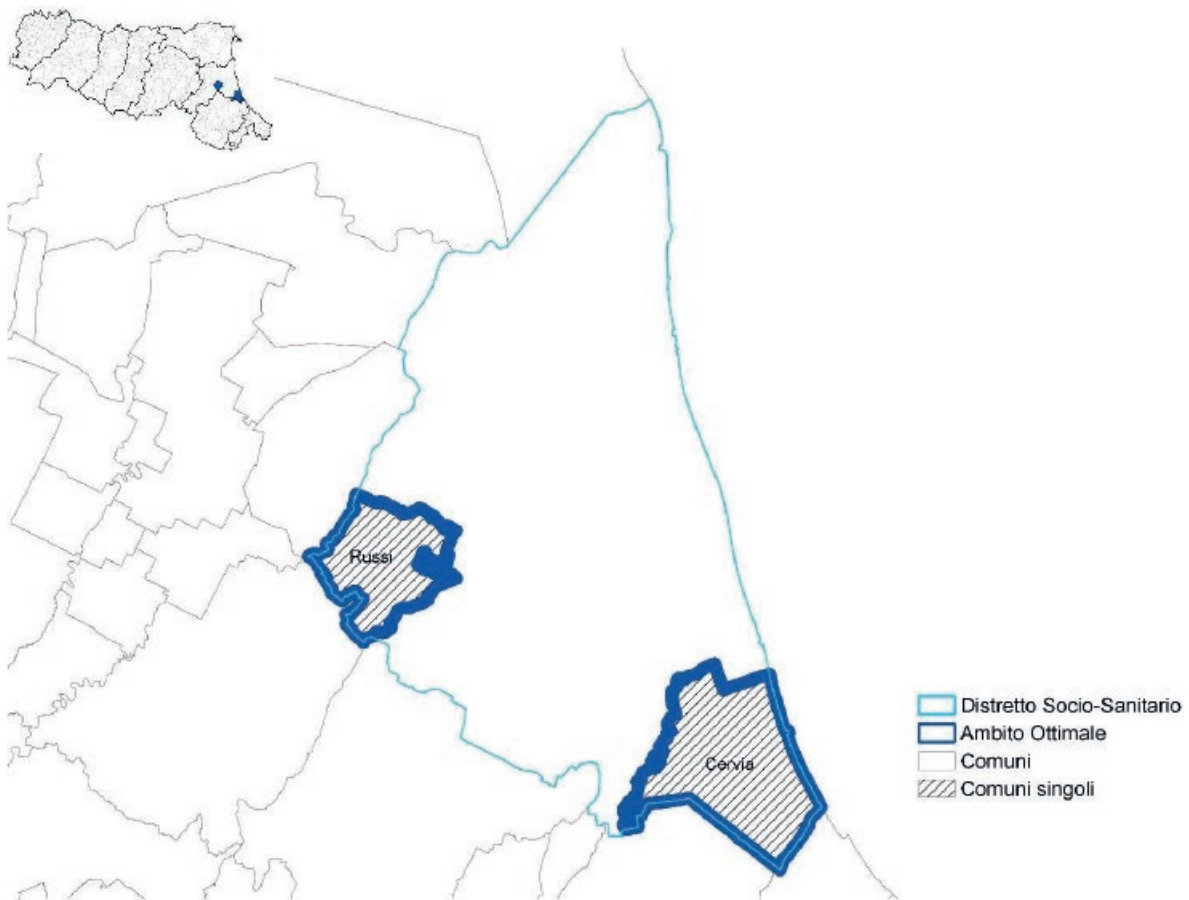 Russi
Cervia
Distretto Socio-Sanitario
Ambito Ottimale
Comuni
Comuni singoli